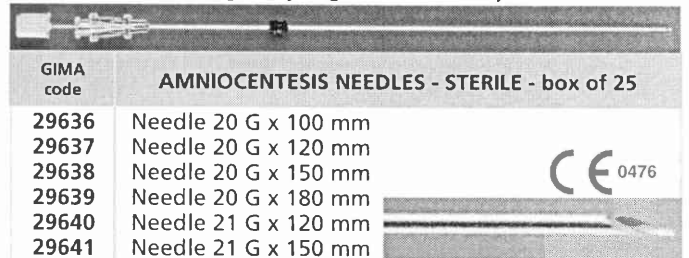 GIMA
code
AMNIOCENTESIS NEEDLES - STERILE - box of 25
29636 Needle 20 G x 100 mm
29637 Needle 20 G x 120 mm
29638 Needle 20 G x 150 mm
29639 Needle 20 G x 180 mm
29640 Needle 21 G x 120 mm
29641 Needle 21 G x 150 mm
CE 0476